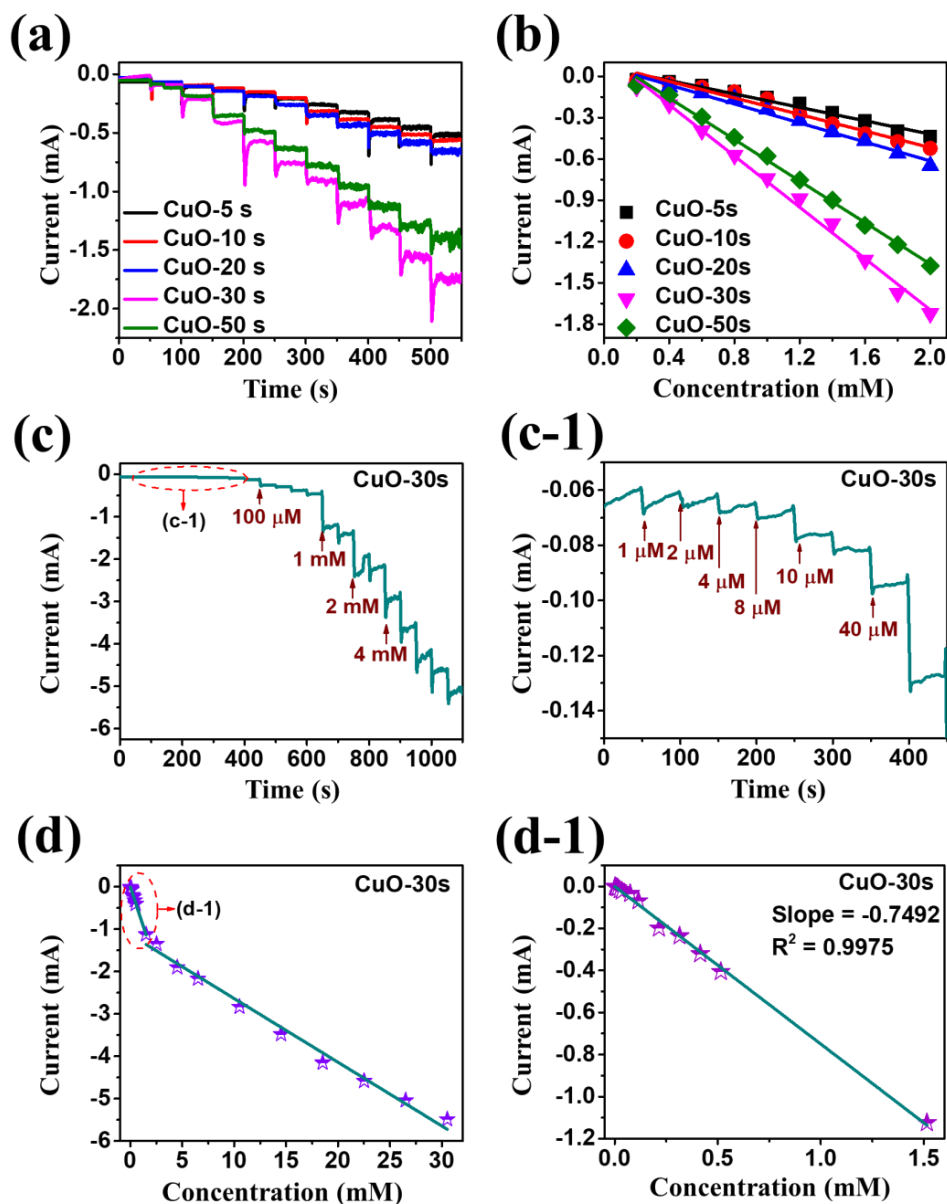 (a)
0.0
-0.5
-1.0
-1.5
-2.0
Current (mA)
CuO-5 s
CuO-10 s
CuO-20 s
CuO-30 s
CuO-50 s
0 100 200 300 400 500
Time (s)
(b)
0.0
-0.3
-0.6
-0.9
-1.2
-1.5
-1.8
Current (mA)
CuO-5s
CuO-10s
CuO-20s
CuO-30s
CuO-50s
0.0 0.4 0.8 1.2 1.6 2.0
Concentration (mM)
(c)
CuO-30s
0
-1
-2
-3
-4
-5
-6
Current (mA)
(c-1)
100 μM
1 mM
2 mM
4 mM
0 200 400 600 800 1000
Time (s)
(c-1)
CuO-30s
-0.06
-0.08
-0.10
-0.12
-0.14
Current (mA)
1 μM
2 μM
4 μM
8 μM
10 μM
40 μM
0 100 200 300 400
Time (s)
(d)
CuO-30s
0
-1
-2
-3
-4
-5
-6
Current (mA)
(d-1)
0 5 10 15 20 25 30
Concentration (mM)
(d-1)
CuO-30s
Slope = -0.7492
R² = 0.9975
0.0
-0.2
-0.4
-0.6
-0.8
-1.0
-1.2
Current (mA)
0.0 0.5 1.0 1.5
Concentration (mM)